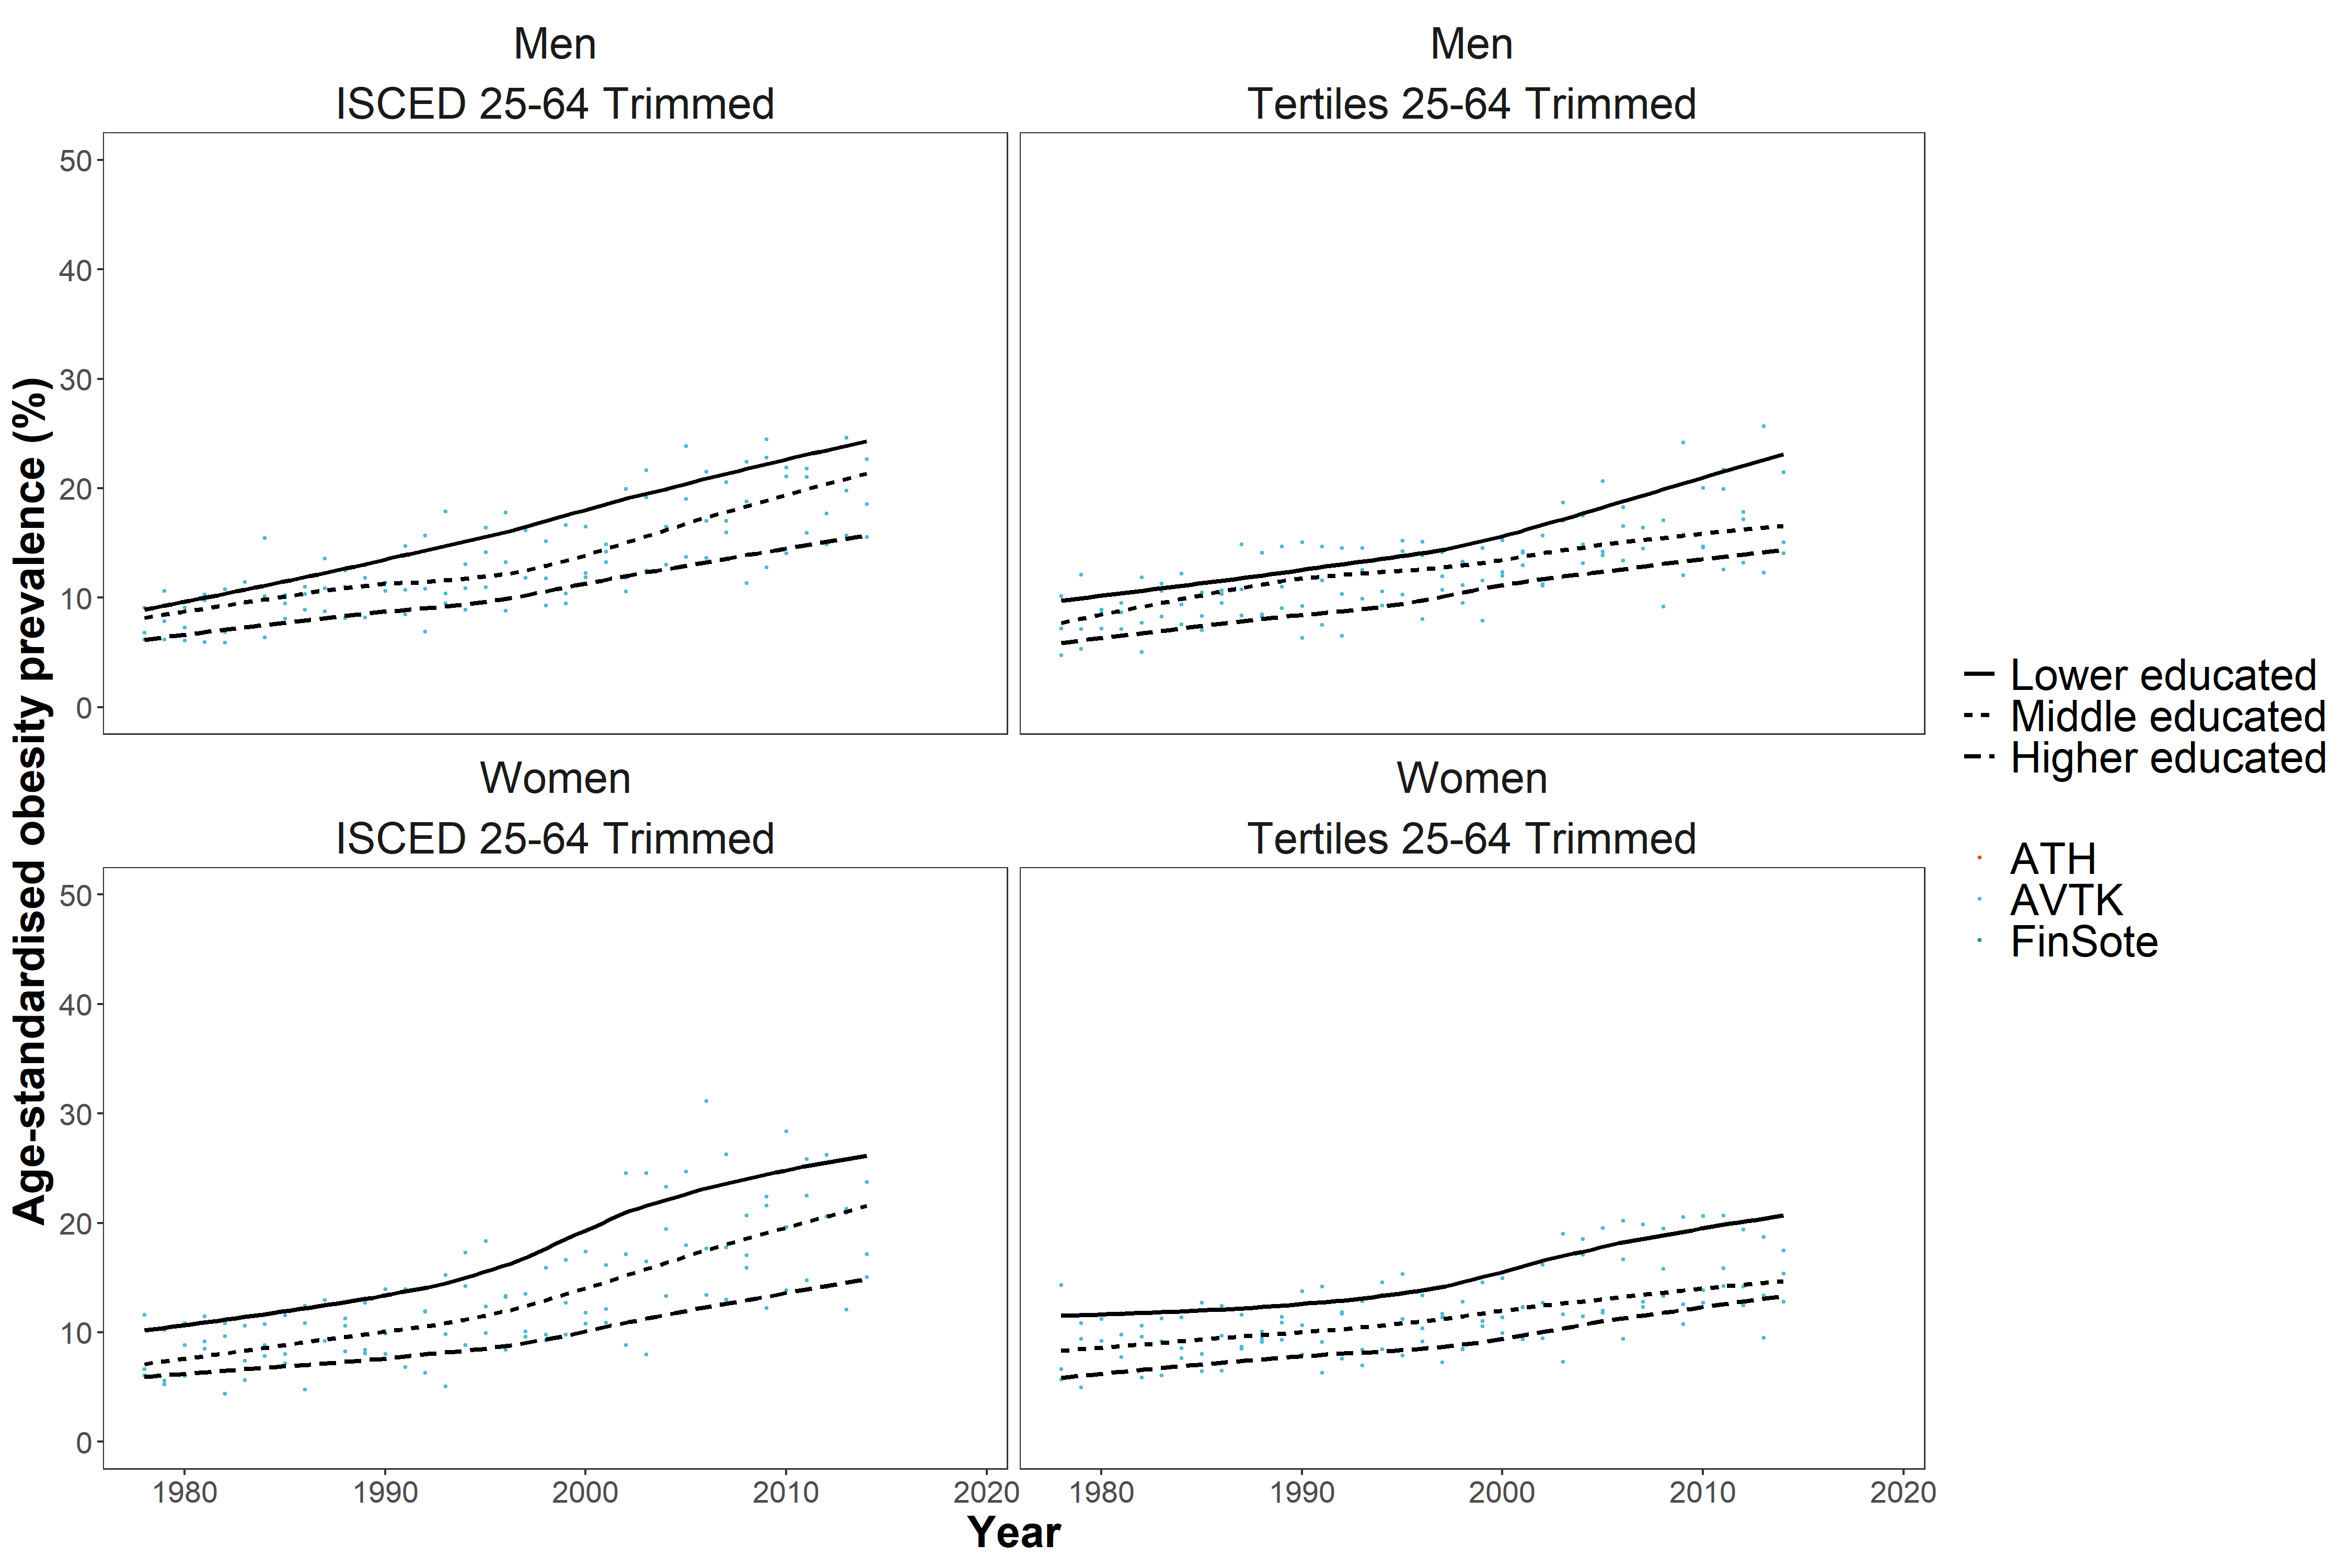 Men
ISCED 25-64 Trimmed
Men
Tertiles 25-64 Trimmed
50
40
30
20
10
0
Women
ISCED 25-64 Trimmed
Women
Tertiles 25-64 Trimmed
50
40
30
20
10
0
1980
1990
2000
2010
2020
1980
1990
2000
2010
2020
Year
Age-standardised obesity prevalence (%)
Lower educated
Middle educated
Higher educated
ATH
AVTK
FinSote